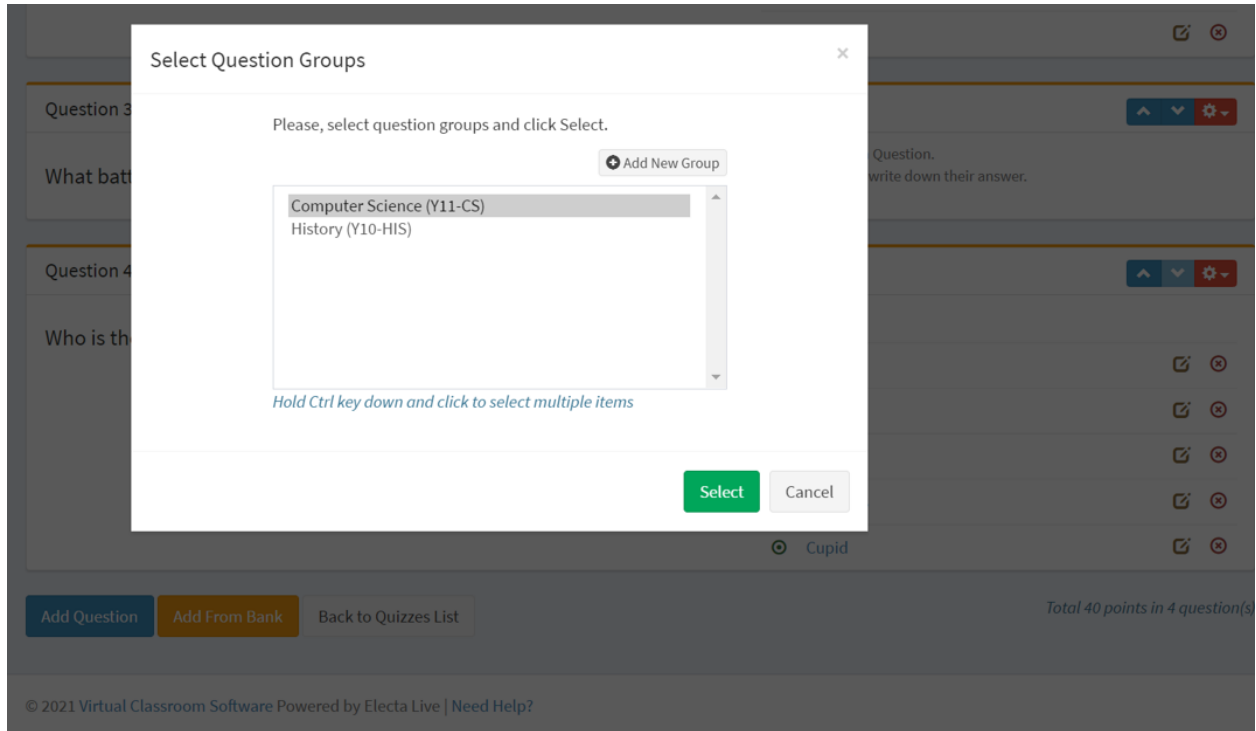 Select Question Groups
×
Question 3
Please, select question groups and click Select.
Question.
Add New Group
What
write down their answer.
Computer Science (Y11-CS)
History (Y10-HIS)
Question 4
Who is
Hold Ctrl key down and click to select multiple items
Select Cancel
Cupid
Add Question Add From Bank Back to Quizzes List
Total 40 points in 4 question(s)
© 2021 Virtual Classroom Software Powered by Electa Live | Need Help?